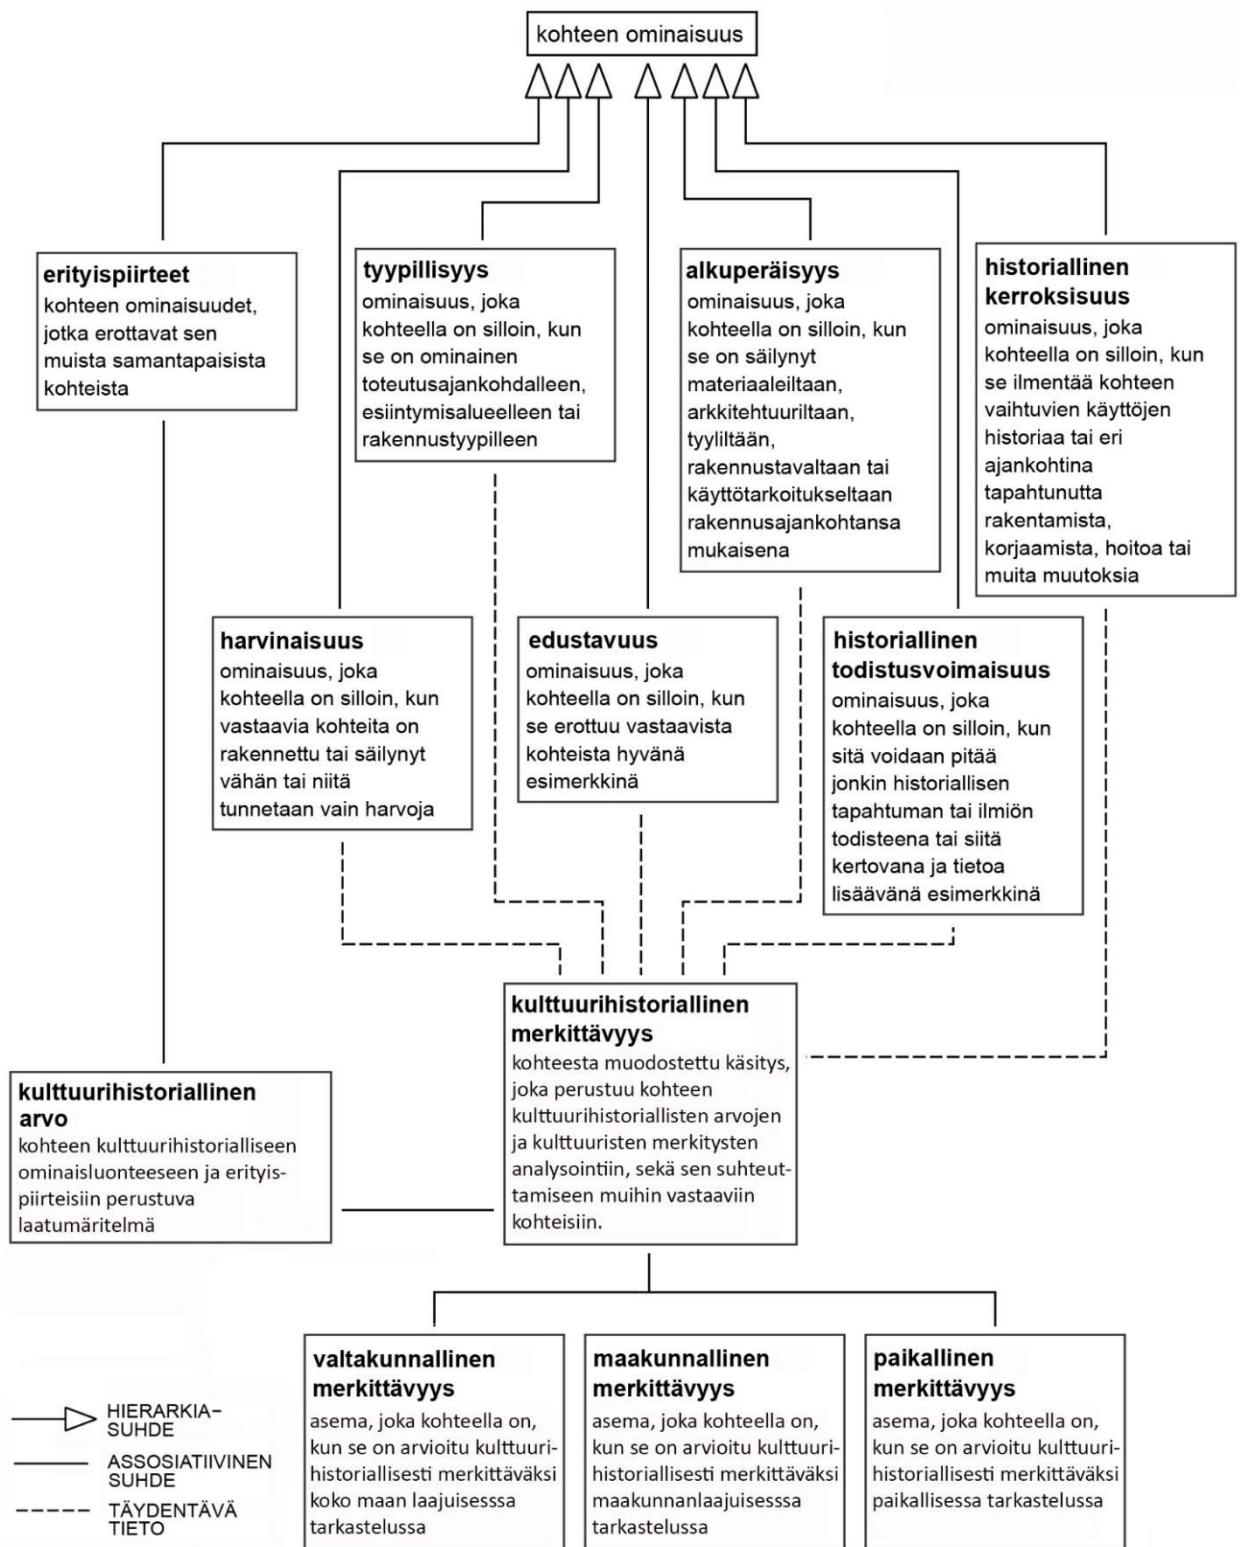 kohteen ominaisuus
erityispiirteet
kohteen ominaisuudet,
jotka erottavat sen
muista samantapaisista
kohteista
tyypillisyys
ominaisuus, joka
kohteella on silloin, kun
se on ominainen
toteutusajankohdalleen,
esiintymisalueelleen tai
rakennustyypilleen
alkuperäisyys
ominaisuus, joka
kohteella on silloin, kun
se on säilynyt
materiaaleiltaan,
arkkitehtuuriltaan,
tyyliltään,
rakennustavaltaan tai
käyttötarkoitukseltaan
rakennusajankohtansa
mukaisena
historiallinen
kerroksisuus
ominaisuus, joka
kohteella on silloin, kun
se ilmentää kohteen
vaihtuvien käyttöjen
historiaa tai eri
ajankohtina
tapahtunutta
rakentamista,
korjaamista, hoitoa tai
muita muutoksia
harvinaisuus
ominaisuus, joka
kohteella on silloin, kun
vastaavia kohteita on
rakennettu tai säilynyt
vähän tai niitä
tunnetaan vain harvoja
edustavuus
ominaisuus, joka
kohteella on silloin, kun
se erottuu vastaavista
kohteista hyvänä
esimerkkinä
historiallinen
todistusvoimaisuus
ominaisuus, joka
kohteella on silloin, kun
sitä voidaan pitää
jonkin historiallisen
tapahtuman tai ilmiön
todisteena tai siitä
kertovana ja tietoa
lisäävänä esimerkkinä
kulttuurihistoriallinen
arvo
kohteen kulttuurihistorialliseen
ominaisluonteeseen ja erityis-
piirteisiin perustuva
laatumäritelmä
kulttuurihistoriallinen
merkittävyys
kohteesta muodostettu käsitys,
joka perustuu kohteen
kulttuurihistoriallisten arvojen
ja kulttuuristen merkitysten
analysointiin, sekä sen suhteut-
tamiseen muihin vastaaviin
kohteisiin.
valtakunnallinen
merkittävyys
asema, joka kohteella on,
kun se on arvioitu kulttuuri-
historiallisesti merkittäväksi
koko maan laajuisesssa
tarkastelussa
maakunnallinen
merkittävyys
asema, joka kohteella on,
kun se on arvioitu kulttuuri-
historiallisesti merkittäväksi
maakunnanlaajuisesssa
tarkastelussa
paikallinen
merkittävyys
asema, joka kohteella on,
kun se on arvioitu kulttuuri-
historiallisesti merkittäväksi
paikallisessa tarkastelussa
HIERARKIA-
SUHDE
ASSOSIATIIVINEN
SUHDE
TÄYDENTÄVÄ
TIETO